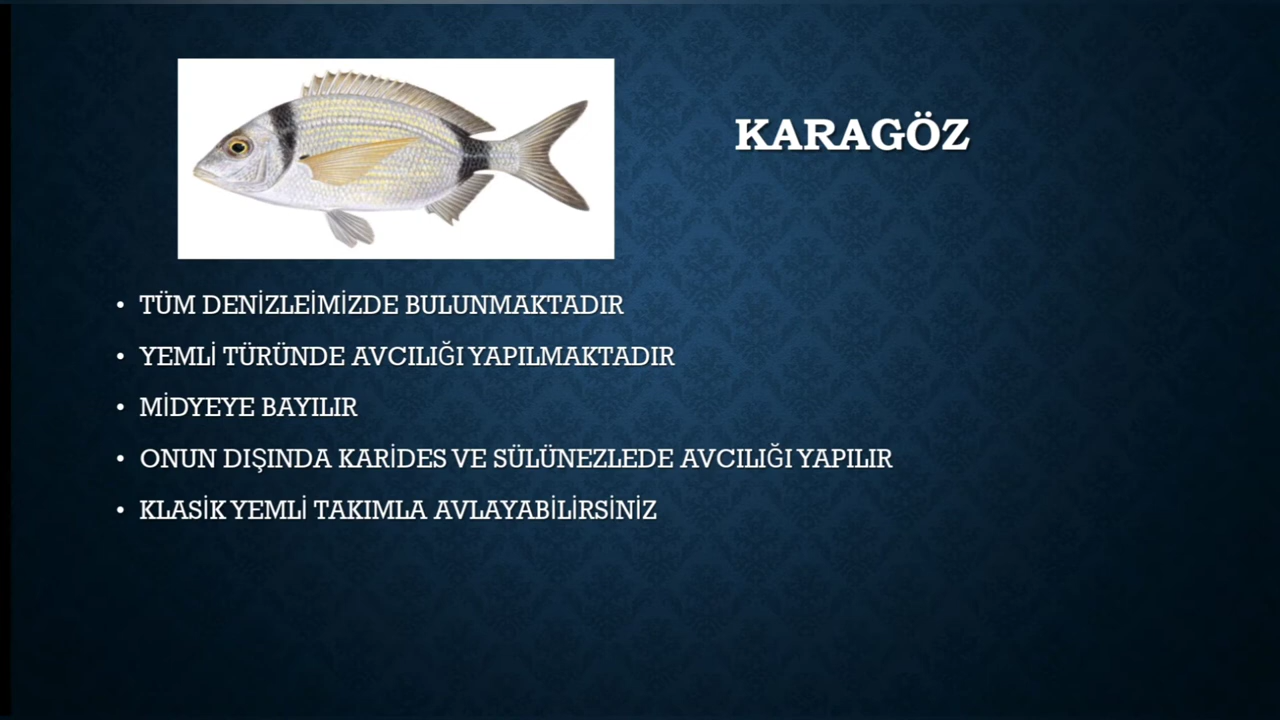 KARAGÖZ
• TÜM DENİZLEİMİZDE BULUNMAKTADIR
• YEMLİ TÜRÜNDE AVCILIĞI YAPILMAKTADIR
• MİDYEYE BAYILIR
• ONUN DIŞINDA KARİDES VE SÜLÜNEZLEDE AVCILIĞI YAPILIR
• KLASİK YEMLİ TAKIMLA AVLAYABİLİRSİNİZ